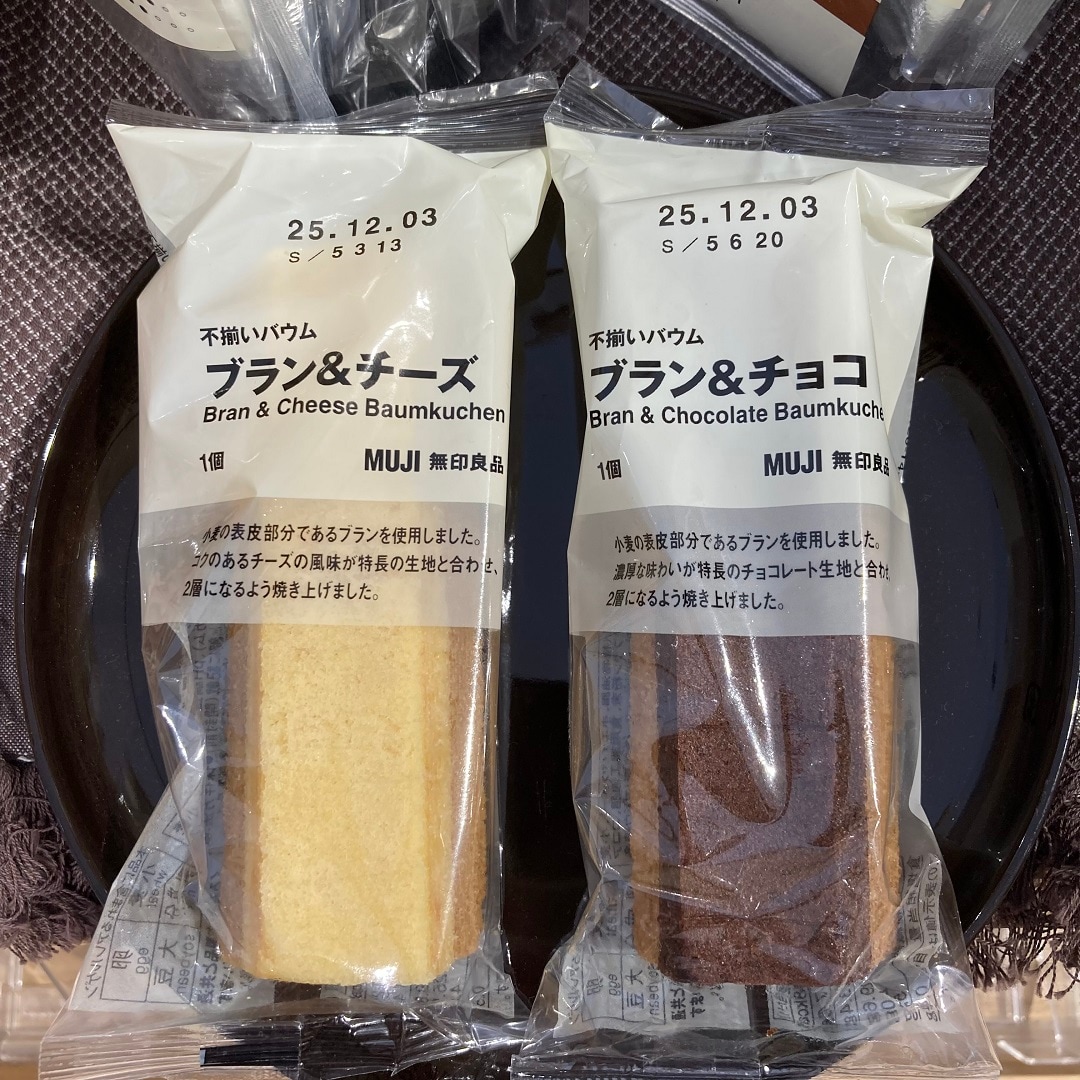 25.12.03
S/5313
不揃いバウム
ブラン&チーズ
Bran & Cheese Baumkuchen
1個
MUJI 無印良品
小麦の表皮部分であるブランを使用しました。
コクのあるチーズの風味が特長の生地と合わせ、
2層になるよう焼き上げました。
25.12.03
S/5620
不揃いバウム
ブラン&チョコ
Bran & Chocolate Baumkuche
1個
MUJI 無印良品
小麦の表皮部分であるブランを使用しました。
濃厚な味わいが特長のチョコレート生地と合わせ
2層になるよう焼き上げました。